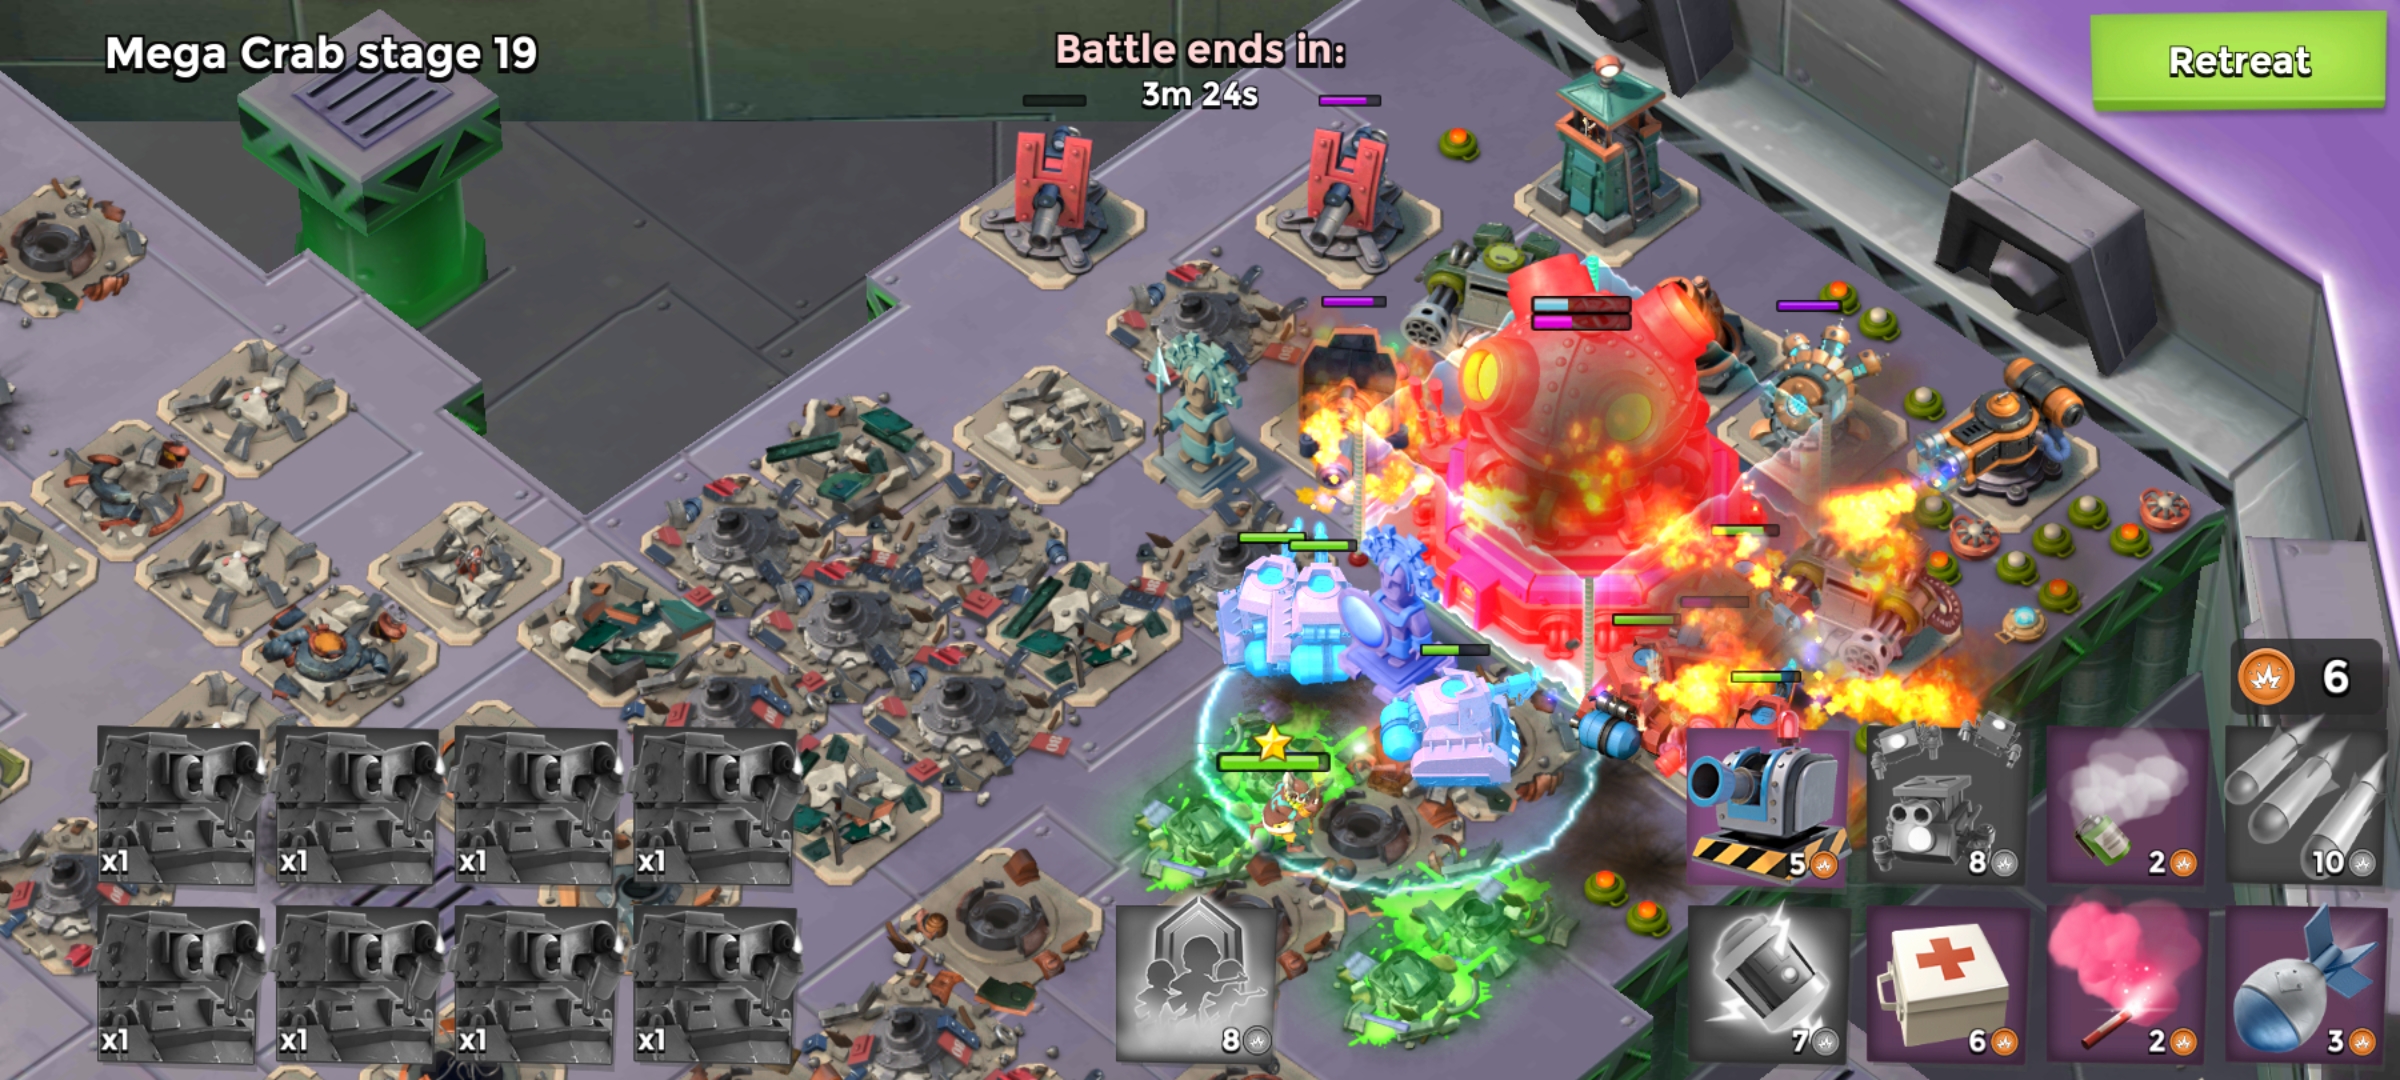 Mega Crab stage 19
Battle ends in:
3m 24s
Retreat
6
x1
x1
x1
x1
5
8
2
10
x1
x1
x1
x1
8
7
6
2
3